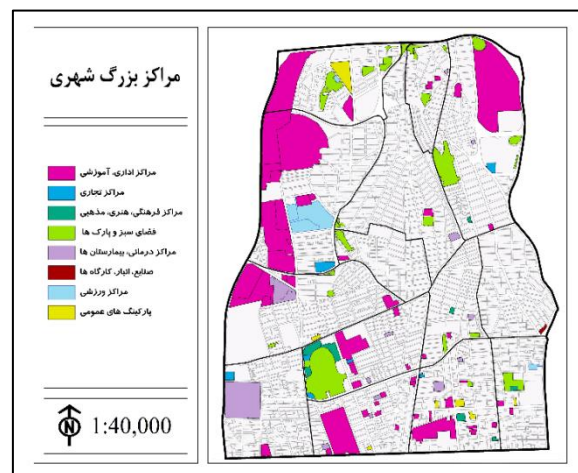 مراکز بزرگ شهری
مراکز اداری، آموزشی
مراکز تجاری
مراکز فرهنگی، هنری، مذهبی
فضای سبز و پارک ها
مراکز درمانی، بیمارستان ها
صنایع، انبار، کارگاه ها
مراکز ورزشی
پارکینگ های عمومی
N 1:40,000